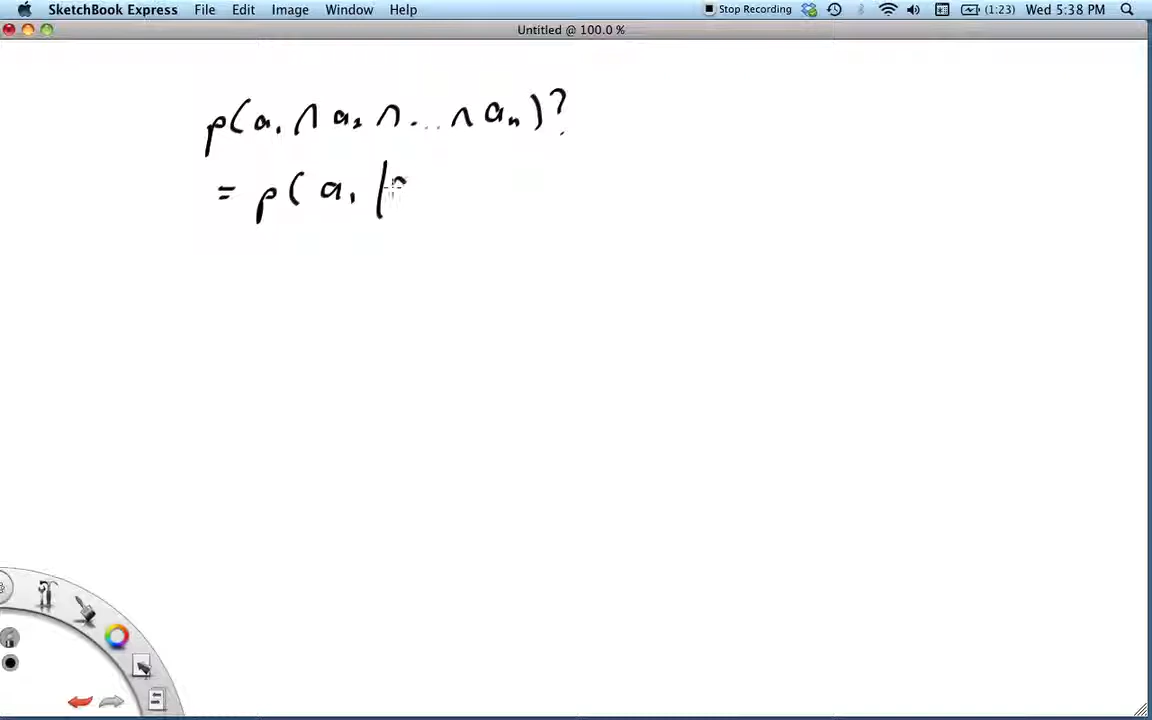 SketchBook Express File Edit Image Window Help Stop Recording (1:23) Wed 5:38 PM
Untitled @ 100.0 %
p(a₁ ∧ a₂ ∧ ... ∧ aₙ)?
= p( a₁ |